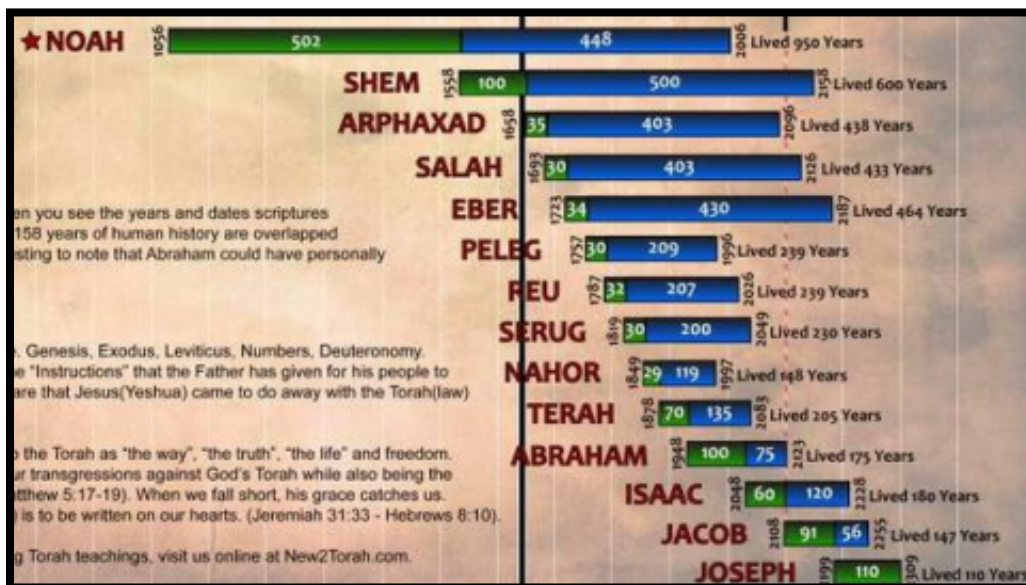 NOAH 1056 502 448 2006 Lived 950 Years
SHEM 1558 100 500 2158 Lived 600 Years
ARPHAXAD 1658 35 403 2096 Lived 438 Years
SALAH 1693 30 403 2126 Lived 433 Years
EBER 1723 34 430 2187 Lived 464 Years
en you see the years and dates scriptures
158 years of human history are overlapped
esting to note that Abraham could have personally
PELEG 1757 30 209 1996 Lived 239 Years
REU 1787 32 207 2026 Lived 239 Years
SERUG 1819 30 200 2049 Lived 230 Years
. Genesis, Exodus, Leviticus, Numbers, Deuteronomy.
e "Instructions" that the Father has given for his people to
are that Jesus(Yeshua) came to do away with the Torah(law)
NAHOR 1849 29 119 1997 Lived 148 Years
TERAH 1878 70 135 2083 Lived 205 Years
o the Torah as "the way", "the truth", "the life" and freedom.
ur transgressions against God's Torah while also being the
atthew 5:17-19). When we fall short, his grace catches us.
) is to be written on our hearts. (Jeremiah 31:33 - Hebrews 8:10).
ABRAHAM 1948 100 75 2123 Lived 175 Years
ISAAC 2048 60 120 2228 Lived 180 Years
JACOB 2108 91 56 2255 Lived 147 Years
g Torah teachings, visit us online at New2Torah.com.
JOSEPH 110 Lived 110 Years